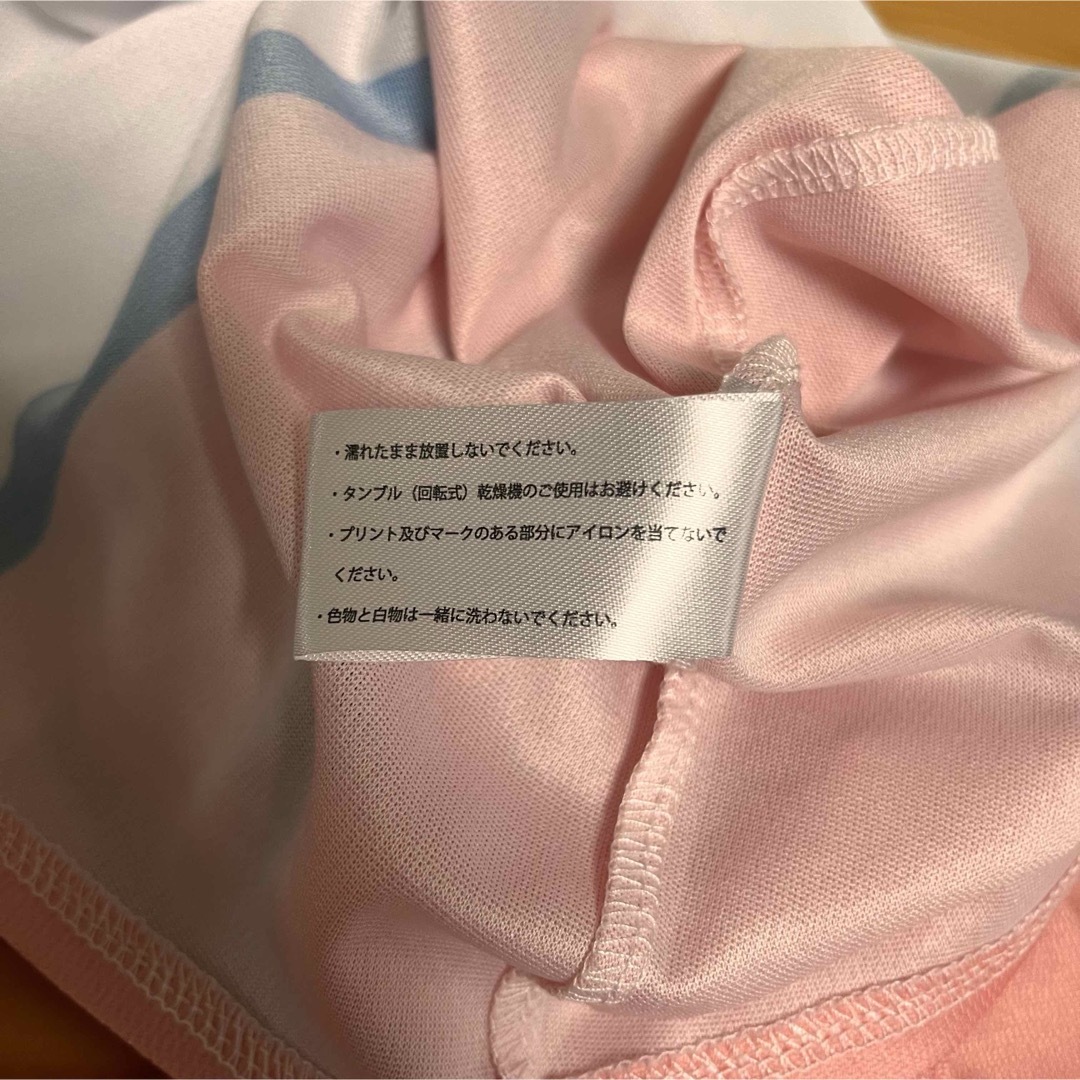 ・濡れたまま放置しないでください。
・タンブル（回転式）乾燥機のご使用はお避けください。
・プリント及びマークのある部分にアイロンを当てないで
ください。
・色物と白物は一緒に洗わないでください。